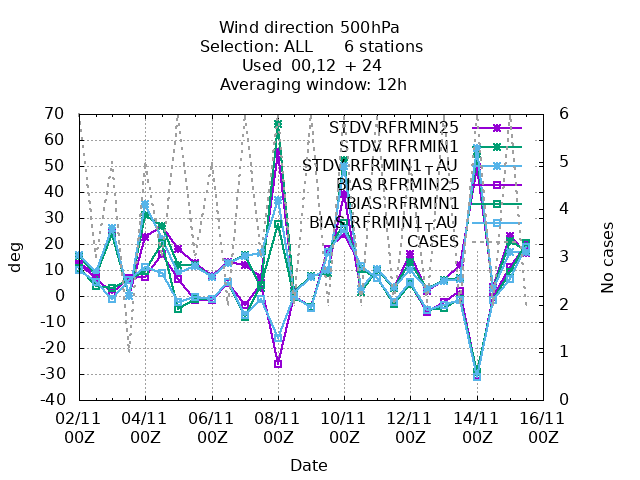 Wind direction 500hPa
Selection: ALL 6 stations
Used 00,12 + 24
Averaging window: 12h
70
60
50
40
30
20
10
0
-10
-20
-30
-40
deg
6
5
4
3
2
1
0
No cases
STDV RFRMIN25
STDV RFRMIN1
STDV RFRMIN1_T_AU
BIAS RFRMIN25
BIAS RFRMIN1
BIAS RFRMIN1_T_AU
CASES
02/11 04/11 06/11 08/11 10/11 12/11 14/11 16/11
00Z 00Z 00Z 00Z 00Z 00Z 00Z 00Z
Date